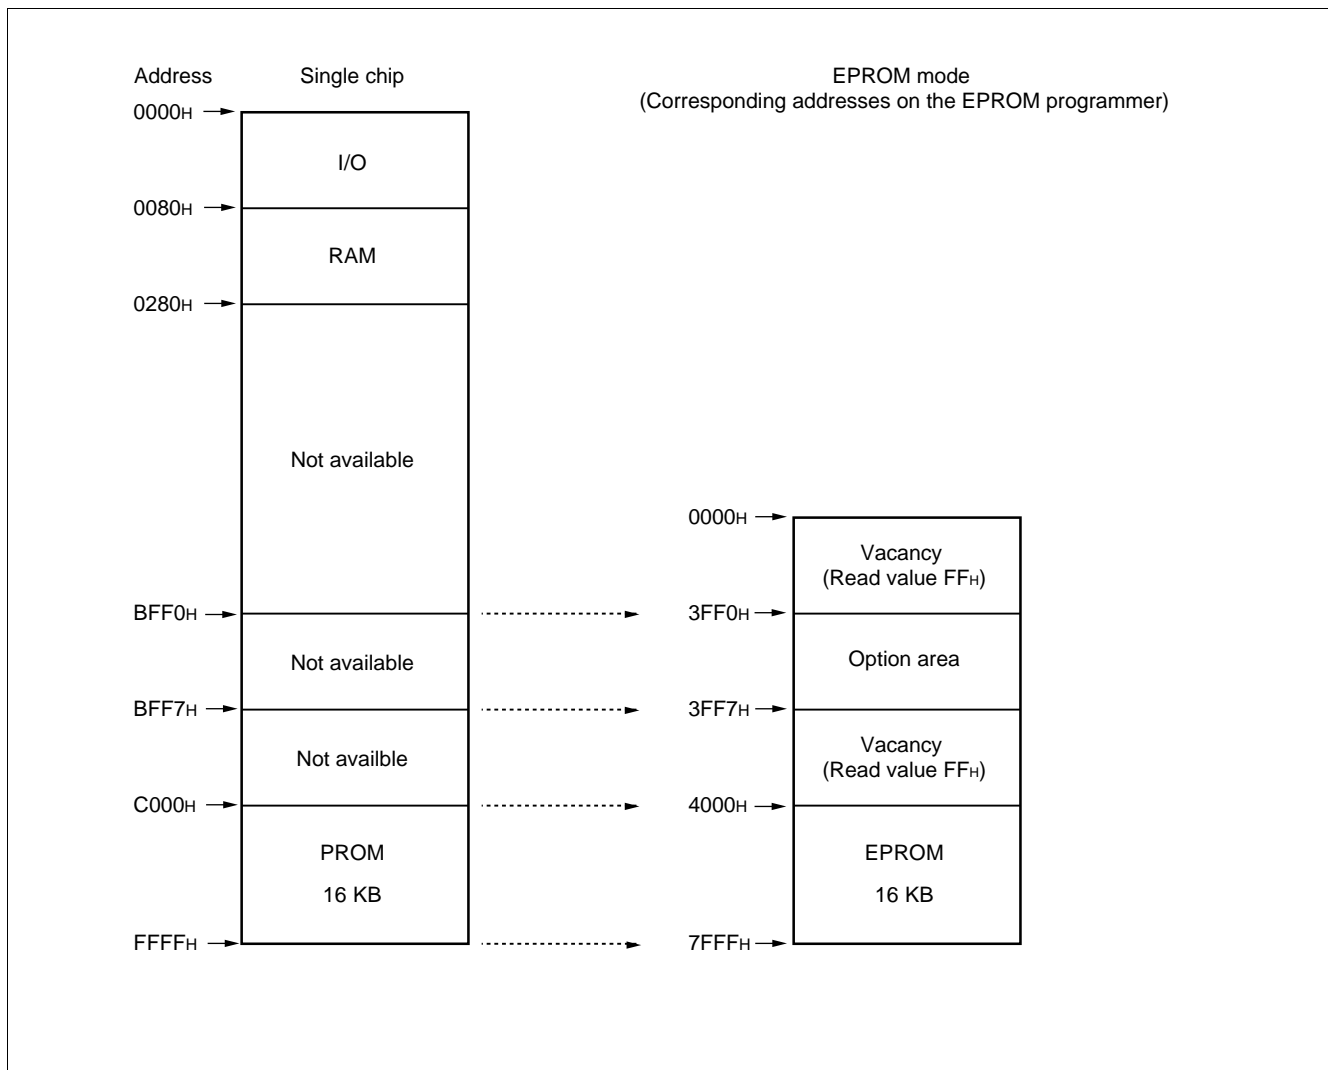 Address
Single chip
EPROM mode
(Corresponding addresses on the EPROM programmer)
0000H
I/O
0080H
RAM
0280H
Not available
0000H
Vacancy
(Read value FFH)
BFF0H
3FF0H
Not available
Option area
BFF7H
3FF7H
Not availble
Vacancy
(Read value FFH)
C000H
4000H
PROM
16 KB
EPROM
16 KB
FFFFH
7FFFH